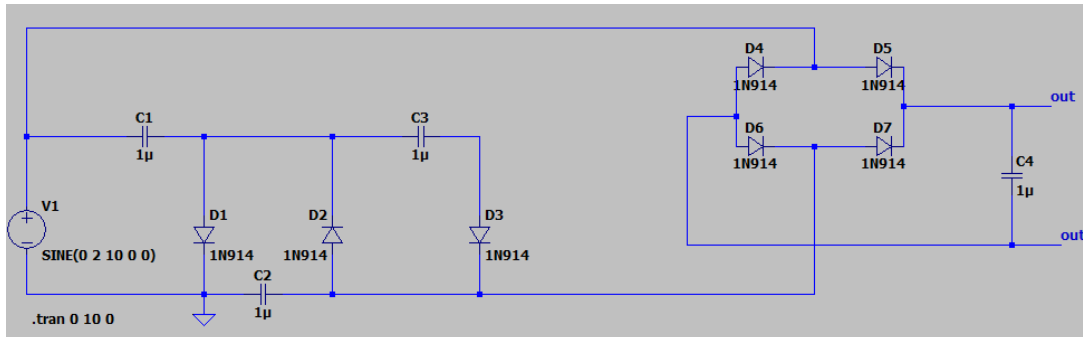 D4
D5
1N914
1N914
out
C1
C3
D6
D7
1µ
1µ
1N914
1N914
C4
1µ
V1
D1
D2
D3
SINE(0 2 10 0 0)
1N914
1N914
1N914
out
C2
1µ
.tran 0 10 0